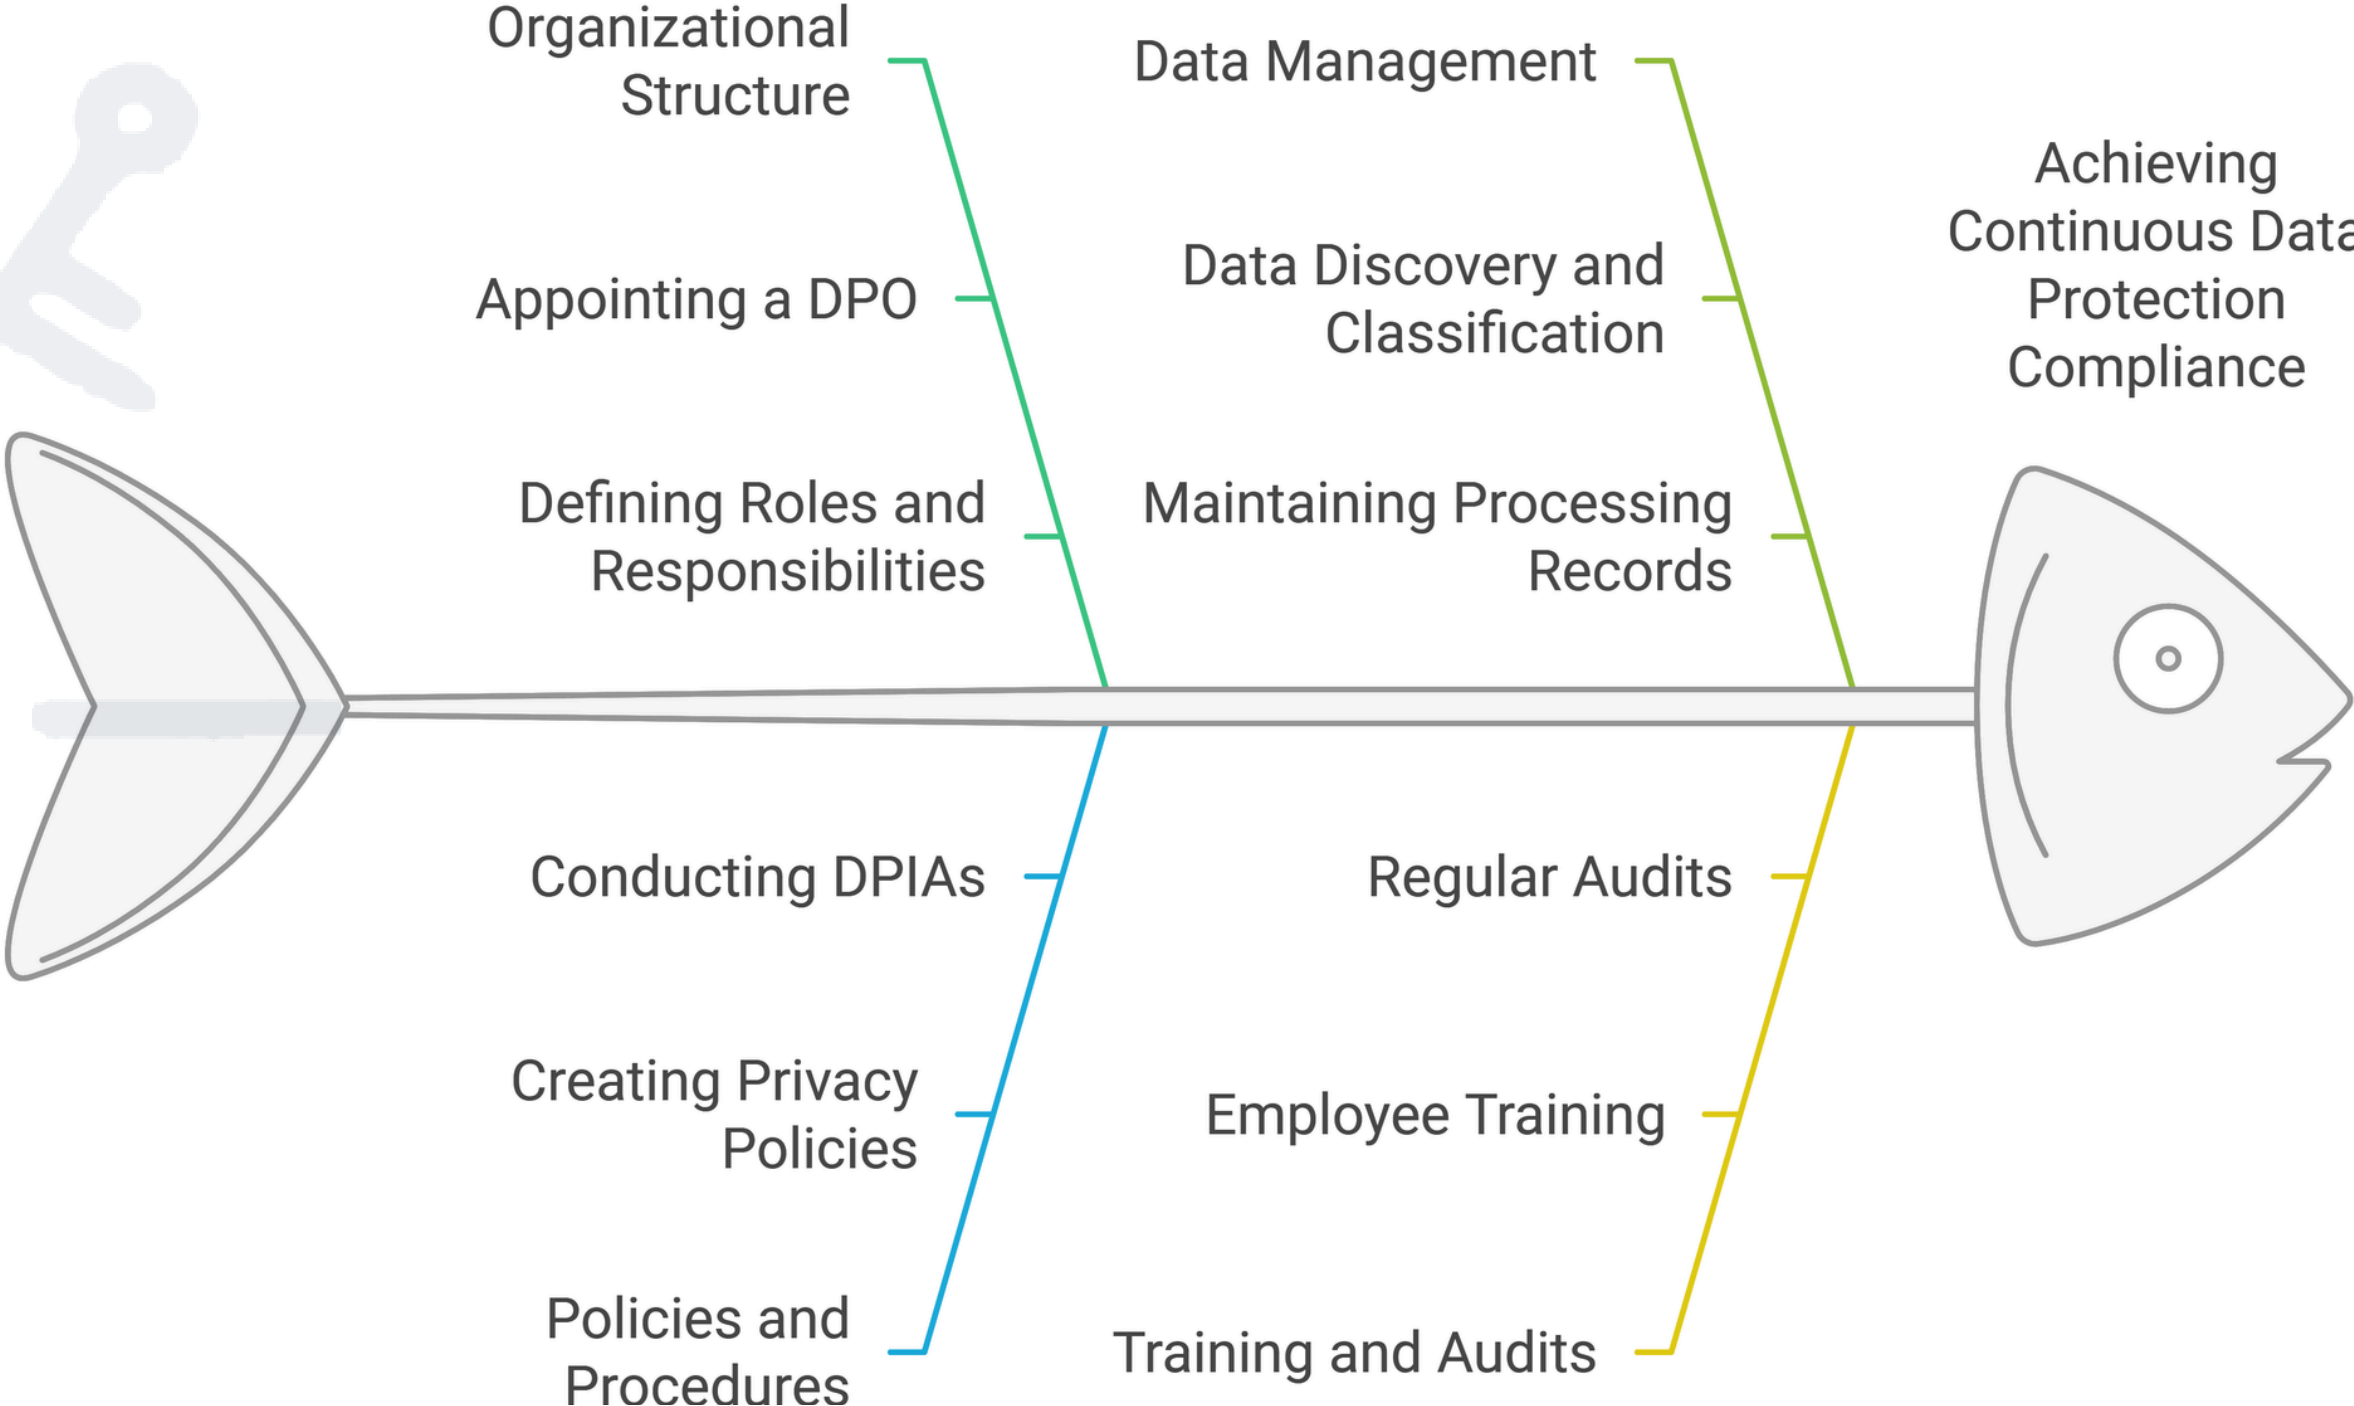 Organizational
Structure
Appointing a DPO
Defining Roles and
Responsibilities
Data Management
Data Discovery and
Classification
Maintaining Processing
Records
Achieving
Continuous Data
Protection
Compliance
Conducting DPIAs
Creating Privacy
Policies
Policies and
Procedures
Regular Audits
Employee Training
Training and Audits